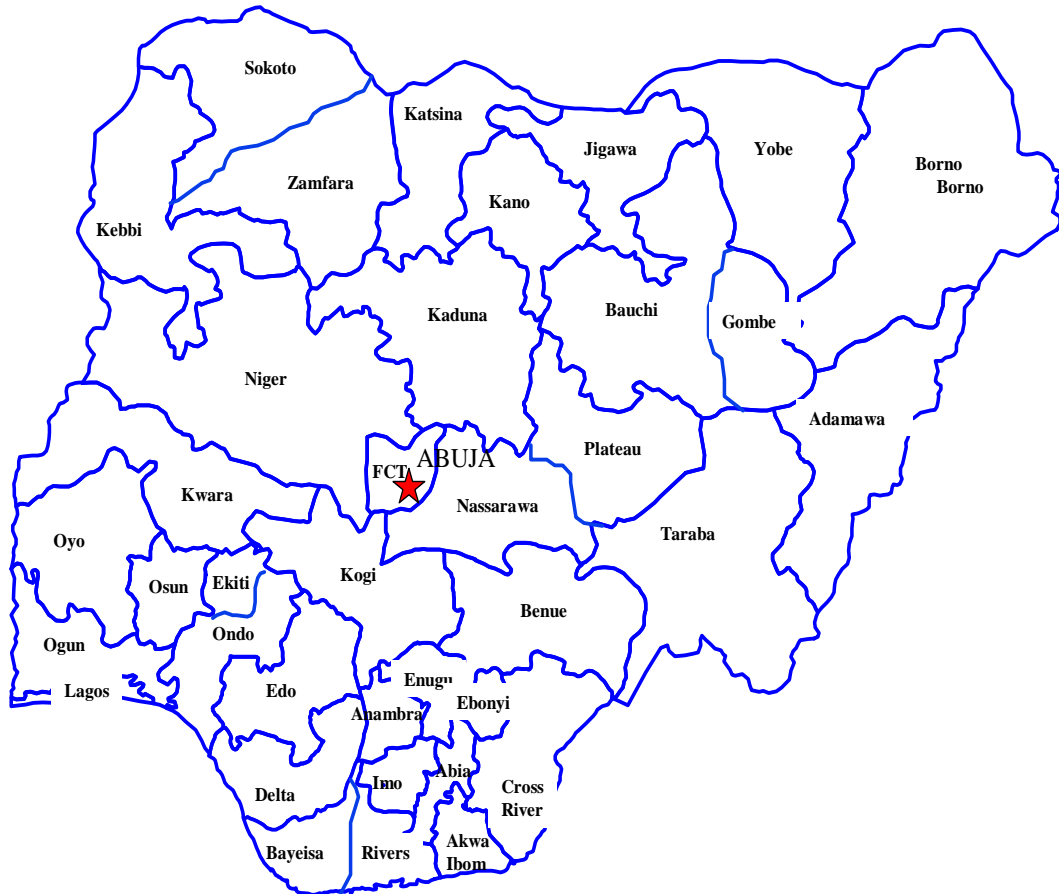 Sokoto
Katsina
Jigawa
Yobe
Borno
Borno
Zamfara
Kano
Kebbi
Kaduna
Bauchi
Gombe
Niger
Adamawa
Plateau
ABUJA
FCT
Nassarawa
Kwara
Taraba
Oyo
Kogi
Osun
Ekiti
Benue
Ogun
Ondo
Lagos
Edo
Enugu
Ebonyi
Anambra
Abia
Imo
Cross
River
Delta
Bayeisa
Rivers
Akwa
Ibom